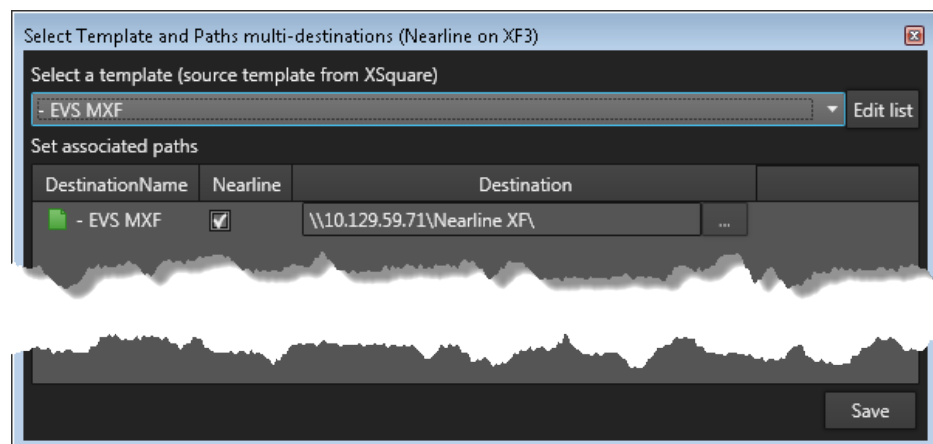 Select Template and Paths multi-destinations (Nearline on XF3)
Select a template (source template from XSquare)
- EVS MXF Edit list
Set associated paths
DestinationName Nearline Destination
- EVS MXF \\10.129.59.71\Nearline XF\ ...
Save